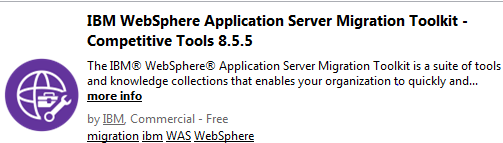 IBM WebSphere Application Server Migration Toolkit -
Competitive Tools 8.5.5
The IBM® WebSphere® Application Server Migration Toolkit is a suite of tools
and knowledge collections that enables your organization to quickly and...
more info
by IBM, Commercial - Free
migration ibm WAS WebSphere